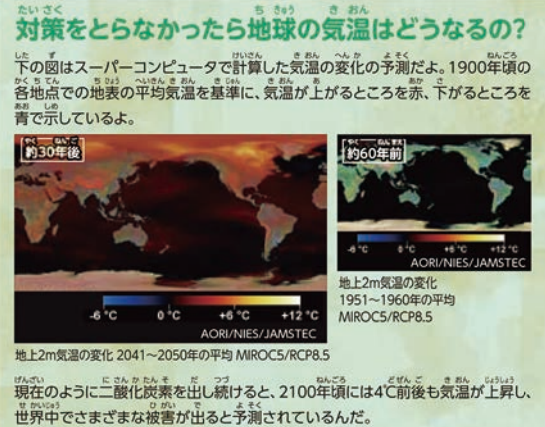 対策をとらなかったら地球の気温はどうなるの?
下の図はスーパーコンピュータで計算した気温の変化の予測だよ。1900年頃の
各地点での地表の平均気温を基準に、気温が上がるところを赤、下がるところを
青で示しているよ。
約30年後
-6 °C 0 °C +6 °C +12 °C
AORI/NIES/JAMSTEC
地上2m気温の変化 2041～2050年の平均 MIROC5/RCP8.5
約60年前
-6 °C 0 °C +6 °C +12 °C
AORI/NIES/JAMSTEC
地上2m気温の変化
1951～1960年の平均
MIROC5/RCP8.5
現在のように二酸化炭素を出し続けると、2100年頃には4℃前後も気温が上昇し、
世界中でさまざまな被害が出ると予測されているんだ。